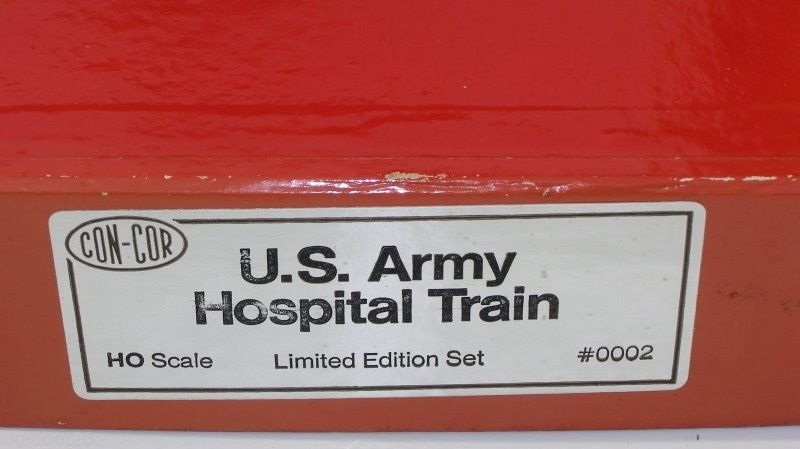 CON-COR
U.S. Army
Hospital Train
HO Scale Limited Edition Set #0002